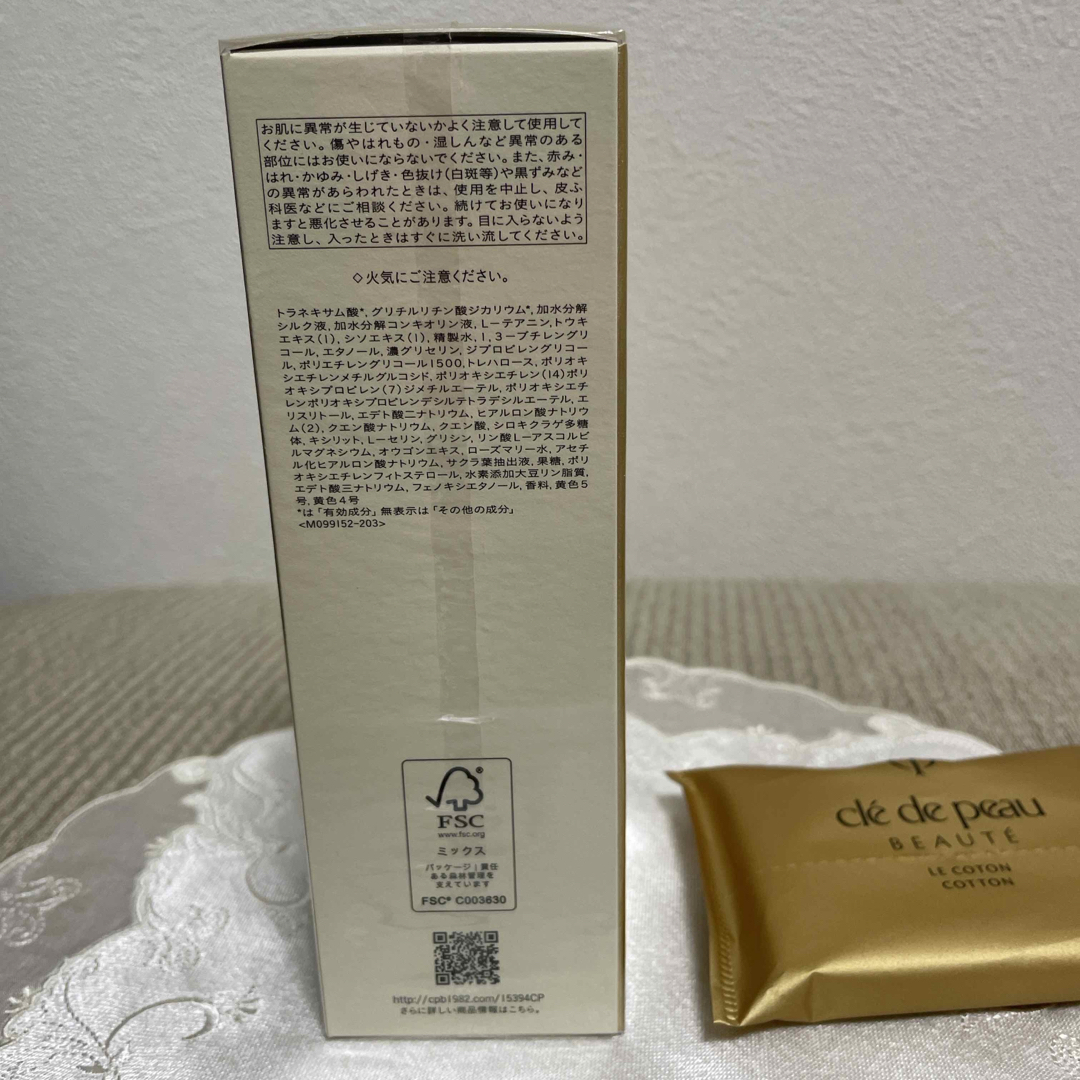 お肌に異常が生じていないかよく注意して使用して
ください。傷やはれもの・湿しんなど異常のある
部位にはお使いにならないでください。また、赤み・
はれ・かゆみ・しげき・色抜け(白斑等)や黒ずみなど
の異常があらわれたときは、使用を中止し、皮ふ
科医などにご相談ください。続けてお使いになり
ますと悪化させることがあります。目に入らないよう
注意し、入ったときはすぐに洗い流してください。
◇火気にご注意ください。
トラネキサム酸*, グリチルリチン酸ジカリウム*, 加水分解
シルク液, 加水分解コンキオリン液, L-テアニン, トウキ
エキス(1), シソエキス(1), 精製水, 1, 3-ブチレングリ
コール, エタノール, 濃グリセリン, ジプロピレングリコー
ル, ポリエチレングリコール1500, トレハロース, ポリオキ
シエチレンメチルグルコシド, ポリオキシエチレン(14)ポリ
オキシプロピレン(7)ジメチルエーテル, ポリオキシエチ
レンポリオキシプロピレンデシルテトラデシルエーテル, エ
リスリトール, エデト酸二ナトリウム, ヒアルロン酸ナトリウ
ム(2), クエン酸ナトリウム, クエン酸, シロキクラゲ多糖
体, キシリット, L-セリン, グリシン, リン酸L-アスコルビ
ルマグネシウム, オウゴンエキス, ローズマリー水, アセチ
ル化ヒアルロン酸ナトリウム, サクラ葉抽出液, 果糖, ポリ
オキシエチレンフィトステロール, 水素添加大豆リン脂質,
エデト酸三ナトリウム, フェノキシエタノール, 香料, 黄色5
号, 黄色4号
*は「有効成分」無表示は「その他の成分」
<M099152-203>
FSC®
www.fsc.org
ミックス
パッケージ|責任
ある森林管理を
支えています
FSC® C003630
http://cpb1982.com/15394CP
さらに詳しい商品情報はこちら。
clé de peau
BEAUTÉ
LE COTON
COTTON